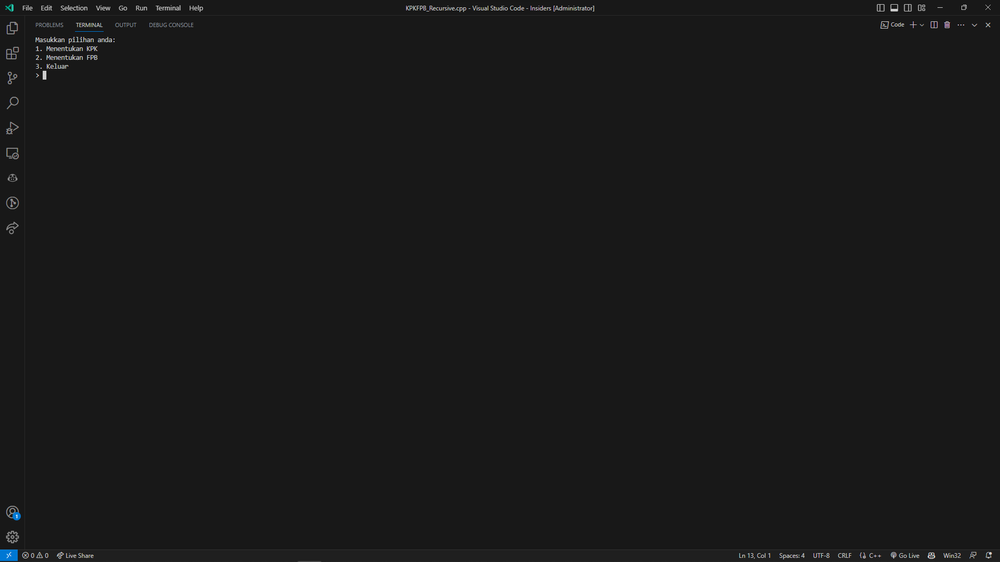 File Edit Selection View Go Run Terminal Help
KPKFPB_Recursive.cpp - Visual Studio Code - Insiders [Administrator]
PROBLEMS TERMINAL OUTPUT DEBUG CONSOLE
Code
Masukkan pilihan anda:
1. Menentukan KPK
2. Menentukan FPB
3. Keluar
>
1
0 0 Live Share
Ln 13, Col 1 Spaces: 4 UTF-8 CRLF {} C++ Go Live Win32